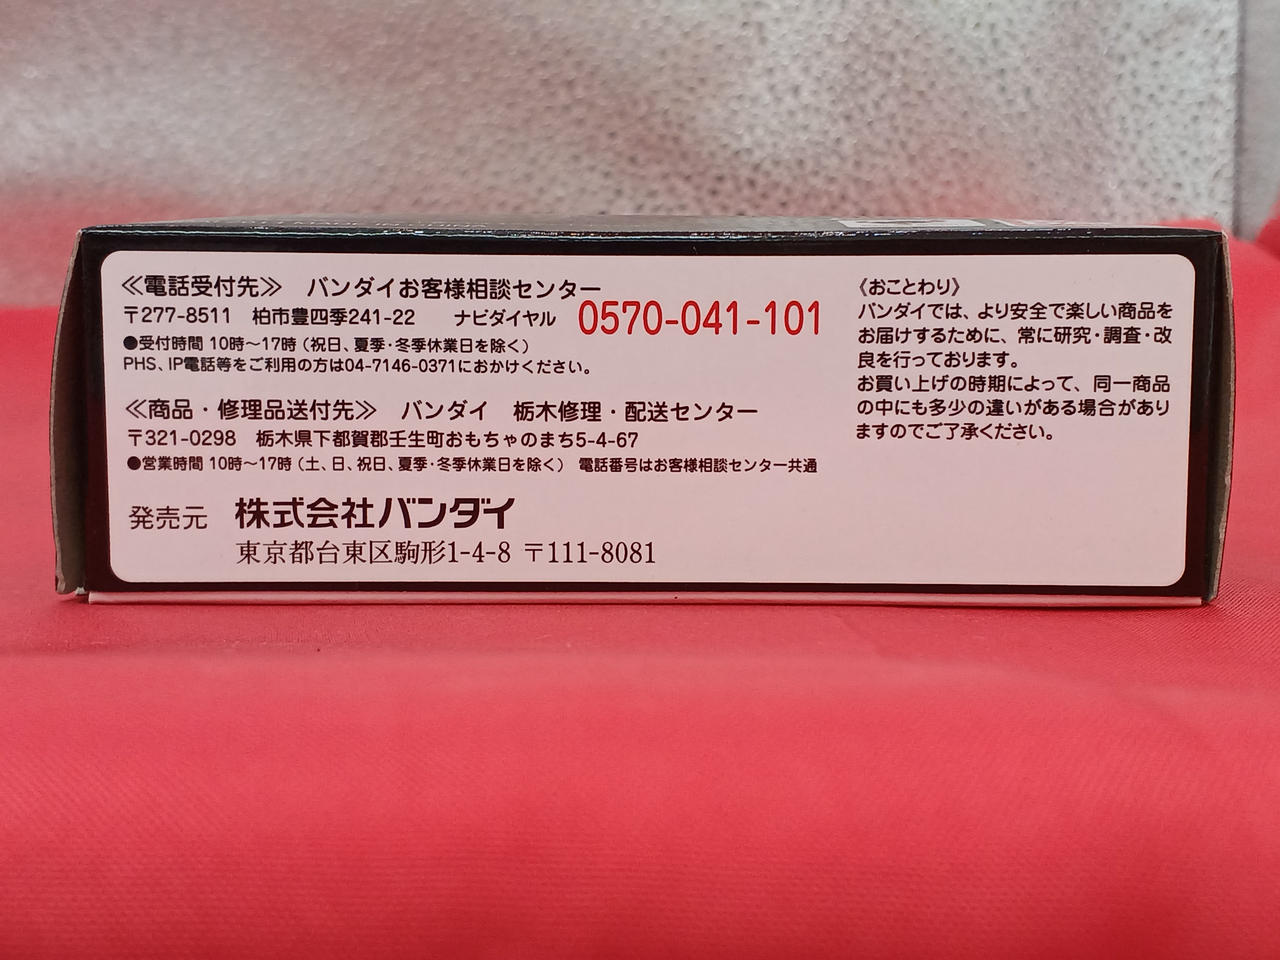 ≪電話受付先≫ バンダイお客様相談センター
〒277-8511 柏市豊四季241-22 ナビダイヤル 0570-041-101
●受付時間 10時～17時（祝日、夏季・冬季休業日を除く）
PHS、IP電話等をご利用の方は04-7146-0371におかけください。
≪商品・修理品送付先≫ バンダイ 栃木修理・配送センター
〒321-0298 栃木県下都賀郡壬生町おもちゃのまち5-4-67
●営業時間 10時～17時（土、日、祝日、夏季・冬季休業日を除く） 電話番号はお客様相談センター共通
発売元 株式会社バンダイ
東京都台東区駒形1-4-8 〒111-8081
《おことわり》
バンダイでは、より安全で楽しい商品を
お届けするために、常に研究・調査・改
良を行っております。
お買い上げの時期によって、同一商品
の中にも多少の違いがある場合があり
ますのでご了承ください。